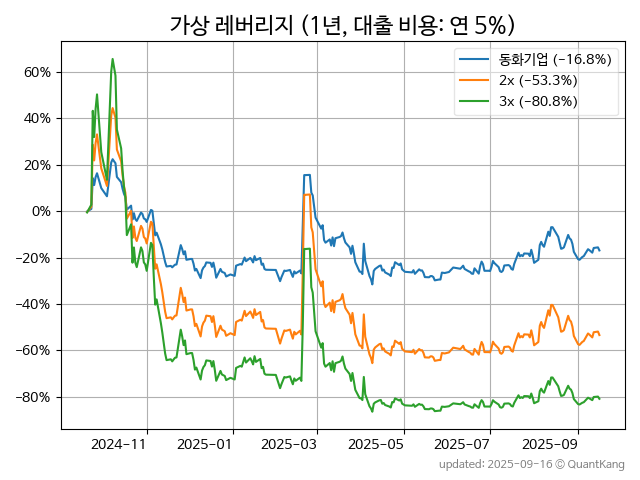 가상 레버리지 (1년, 대출 비용: 연 5%)
동화기업 (-16.8%)
2x (-53.3%)
3x (-80.8%)
60%
40%
20%
0%
−20%
−40%
−60%
−80%
2024-11
2025-01
2025-03
2025-05
2025-07
2025-09
updated: 2025-09-16 © QuantKang